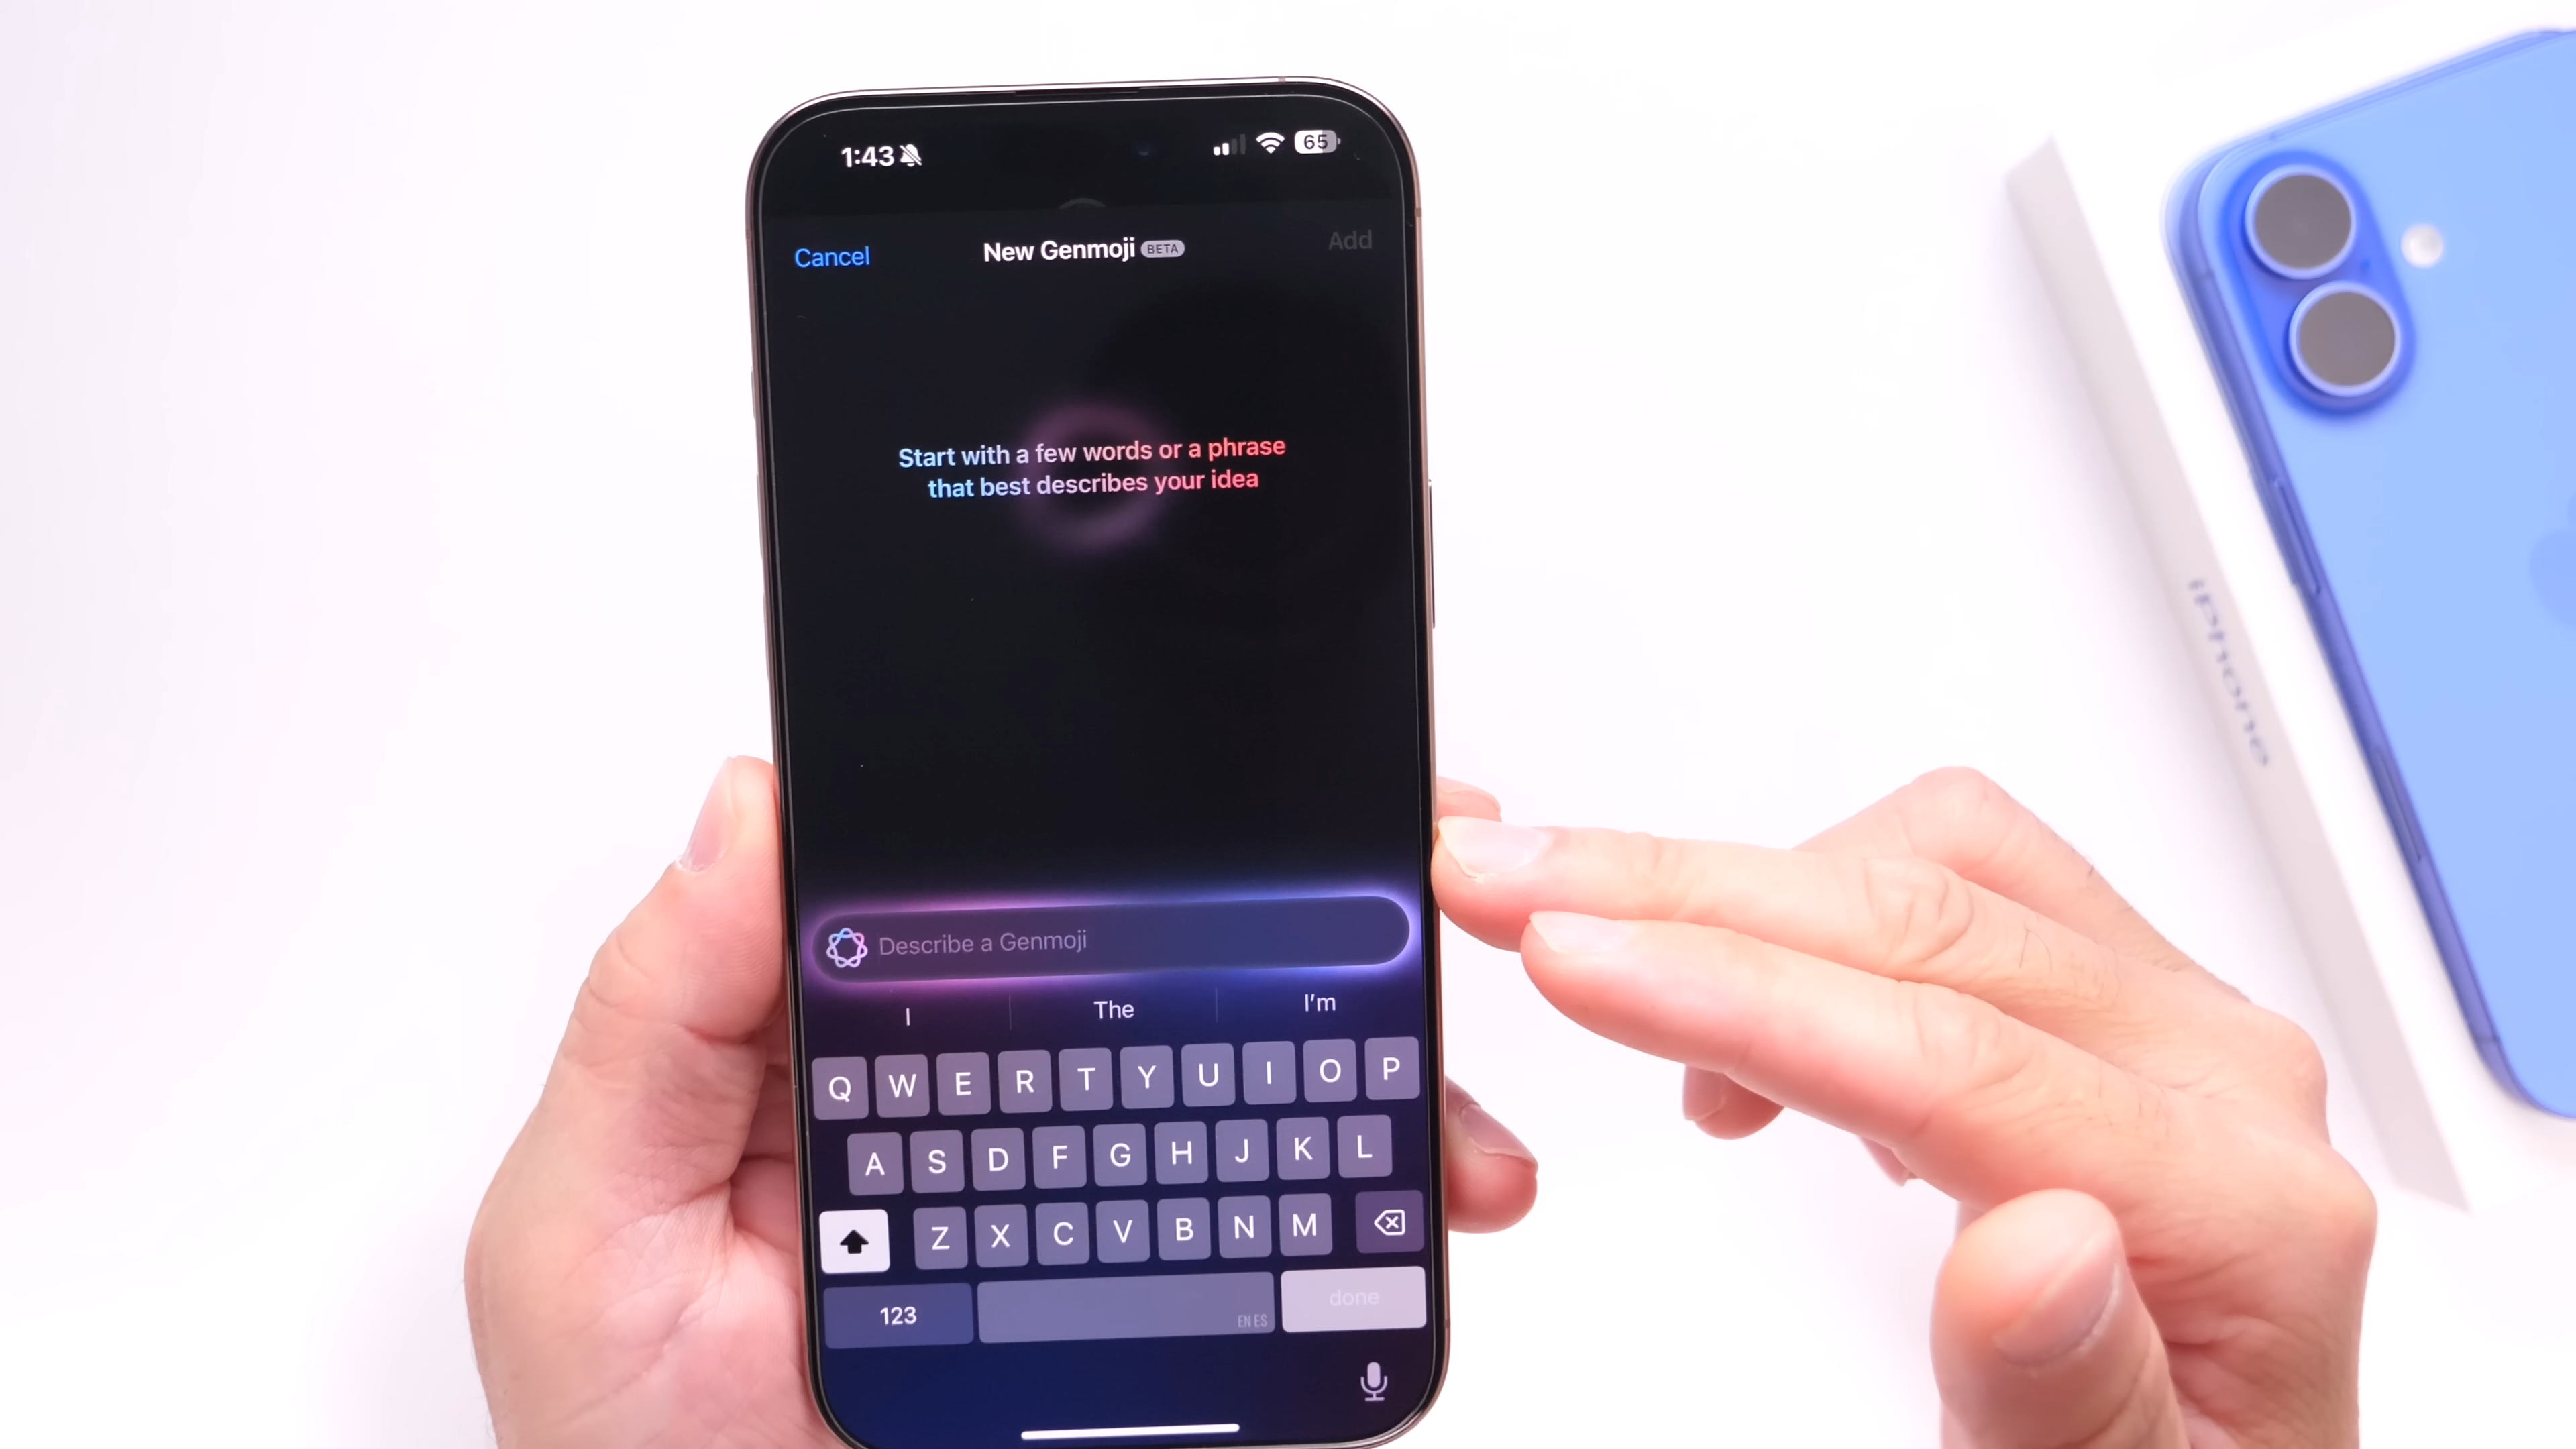 1:43
65
Cancel
New Genmoji BETA
Add
Start with a few words or a phrase
that best describes your idea
Describe a Genmoji
I
The
I'm
Q W E R T Y U I O P
A S D F G H J K L
Z X C V B N M
123
EN ES
done
iPhone